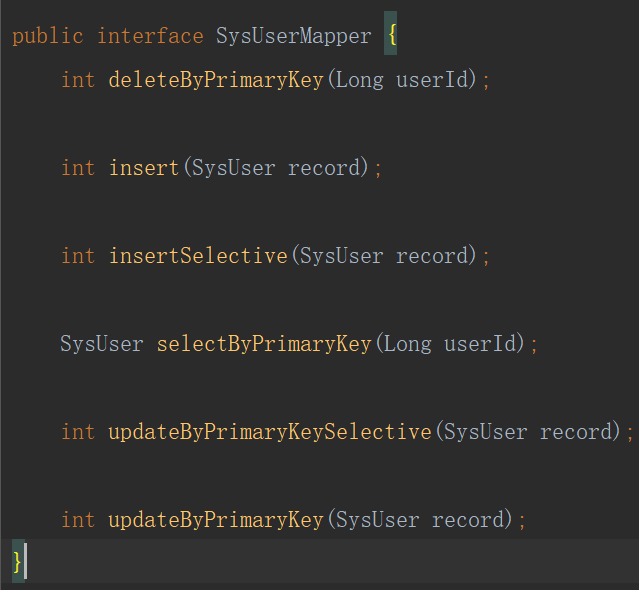 public interface SysUserMapper {
int deleteByPrimaryKey(Long userId);
int insert(SysUser record);
int insertSelective(SysUser record);
SysUser selectByPrimaryKey(Long userId);
int updateByPrimaryKeySelective(SysUser record);
int updateByPrimaryKey(SysUser record);
}